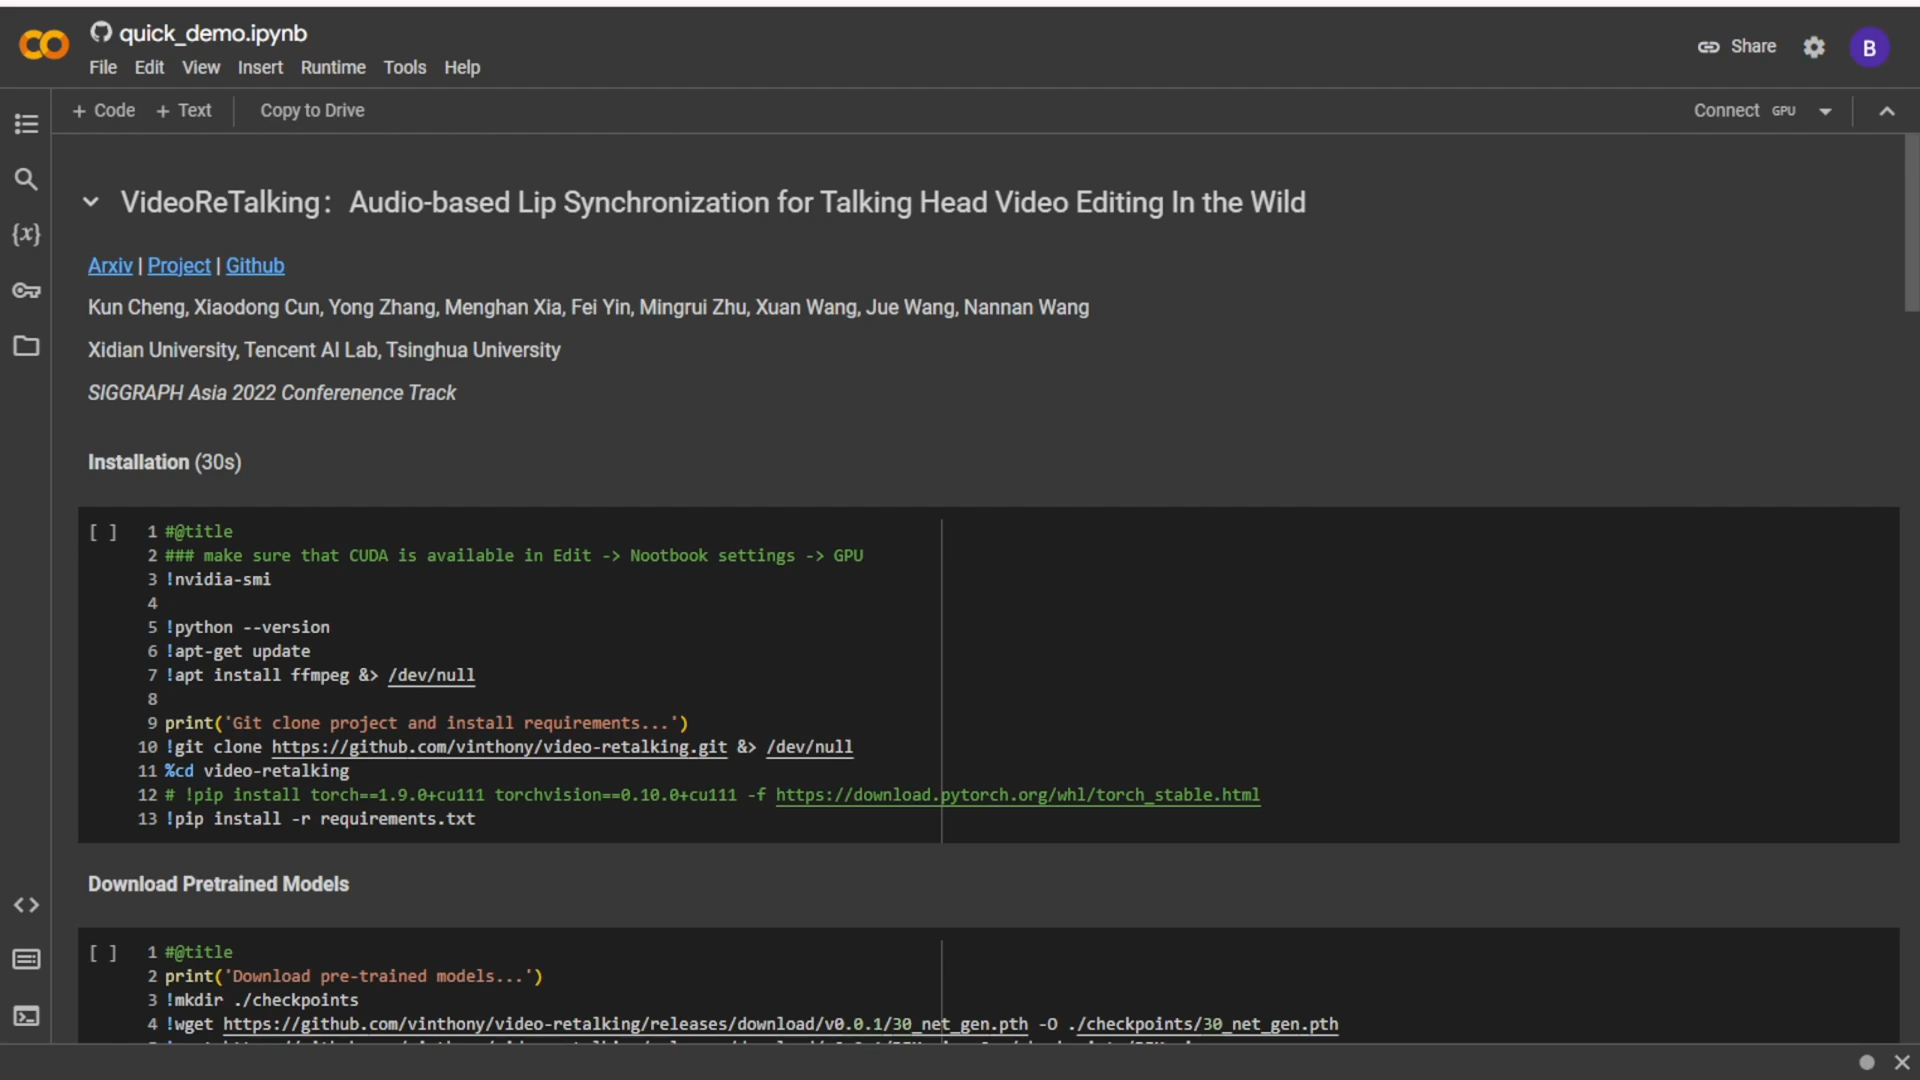 quick_demo.ipynb
File Edit View Insert Runtime Tools Help
Share
B
+ Code + Text Copy to Drive
Connect GPU
{x}
VideoReTalking：Audio-based Lip Synchronization for Talking Head Video Editing In the Wild
Arxiv | Project | Github
Kun Cheng, Xiaodong Cun, Yong Zhang, Menghan Xia, Fei Yin, Mingrui Zhu, Xuan Wang, Jue Wang, Nannan Wang
Xidian University, Tencent AI Lab, Tsinghua University
SIGGRAPH Asia 2022 Conferenence Track
Installation (30s)
[ ] 1 #@title
2 ### make sure that CUDA is available in Edit -> Nootbook settings -> GPU
3 !nvidia-smi
4
5 !python --version
6 !apt-get update
7 !apt install ffmpeg &> /dev/null
8
9 print('Git clone project and install requirements...')
10 !git clone https://github.com/vinthony/video-retalking.git &> /dev/null
11 %cd video-retalking
12 # !pip install torch==1.9.0+cu111 torchvision==0.10.0+cu111 -f https://download.pytorch.org/whl/torch_stable.html
13 !pip install -r requirements.txt
Download Pretrained Models
[ ] 1 #@title
2 print('Download pre-trained models...')
3 !mkdir ./checkpoints
4 !wget https://github.com/vinthony/video-retalking/releases/download/v0.0.1/30_net_gen.pth -O ./checkpoints/30_net_gen.pth